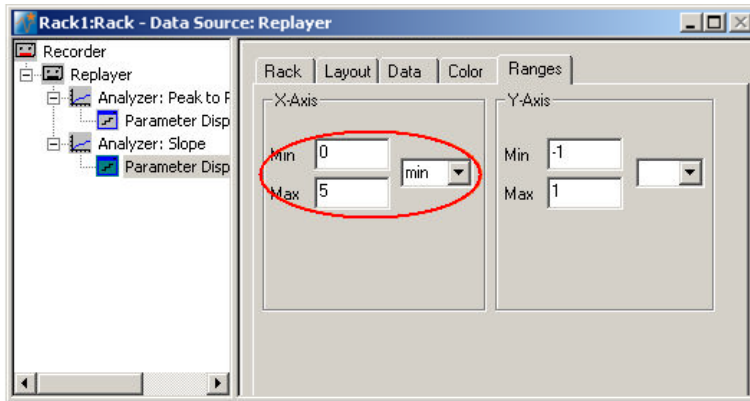 Rack1:Rack - Data Source: Replayer
Recorder
Replayer
Analyzer: Peak to P
Parameter Disp
Analyzer: Slope
Parameter Disp
Rack Layout Data Color Ranges
X-Axis
Min 0
min
Max 5
Y-Axis
Min -1
Max 1